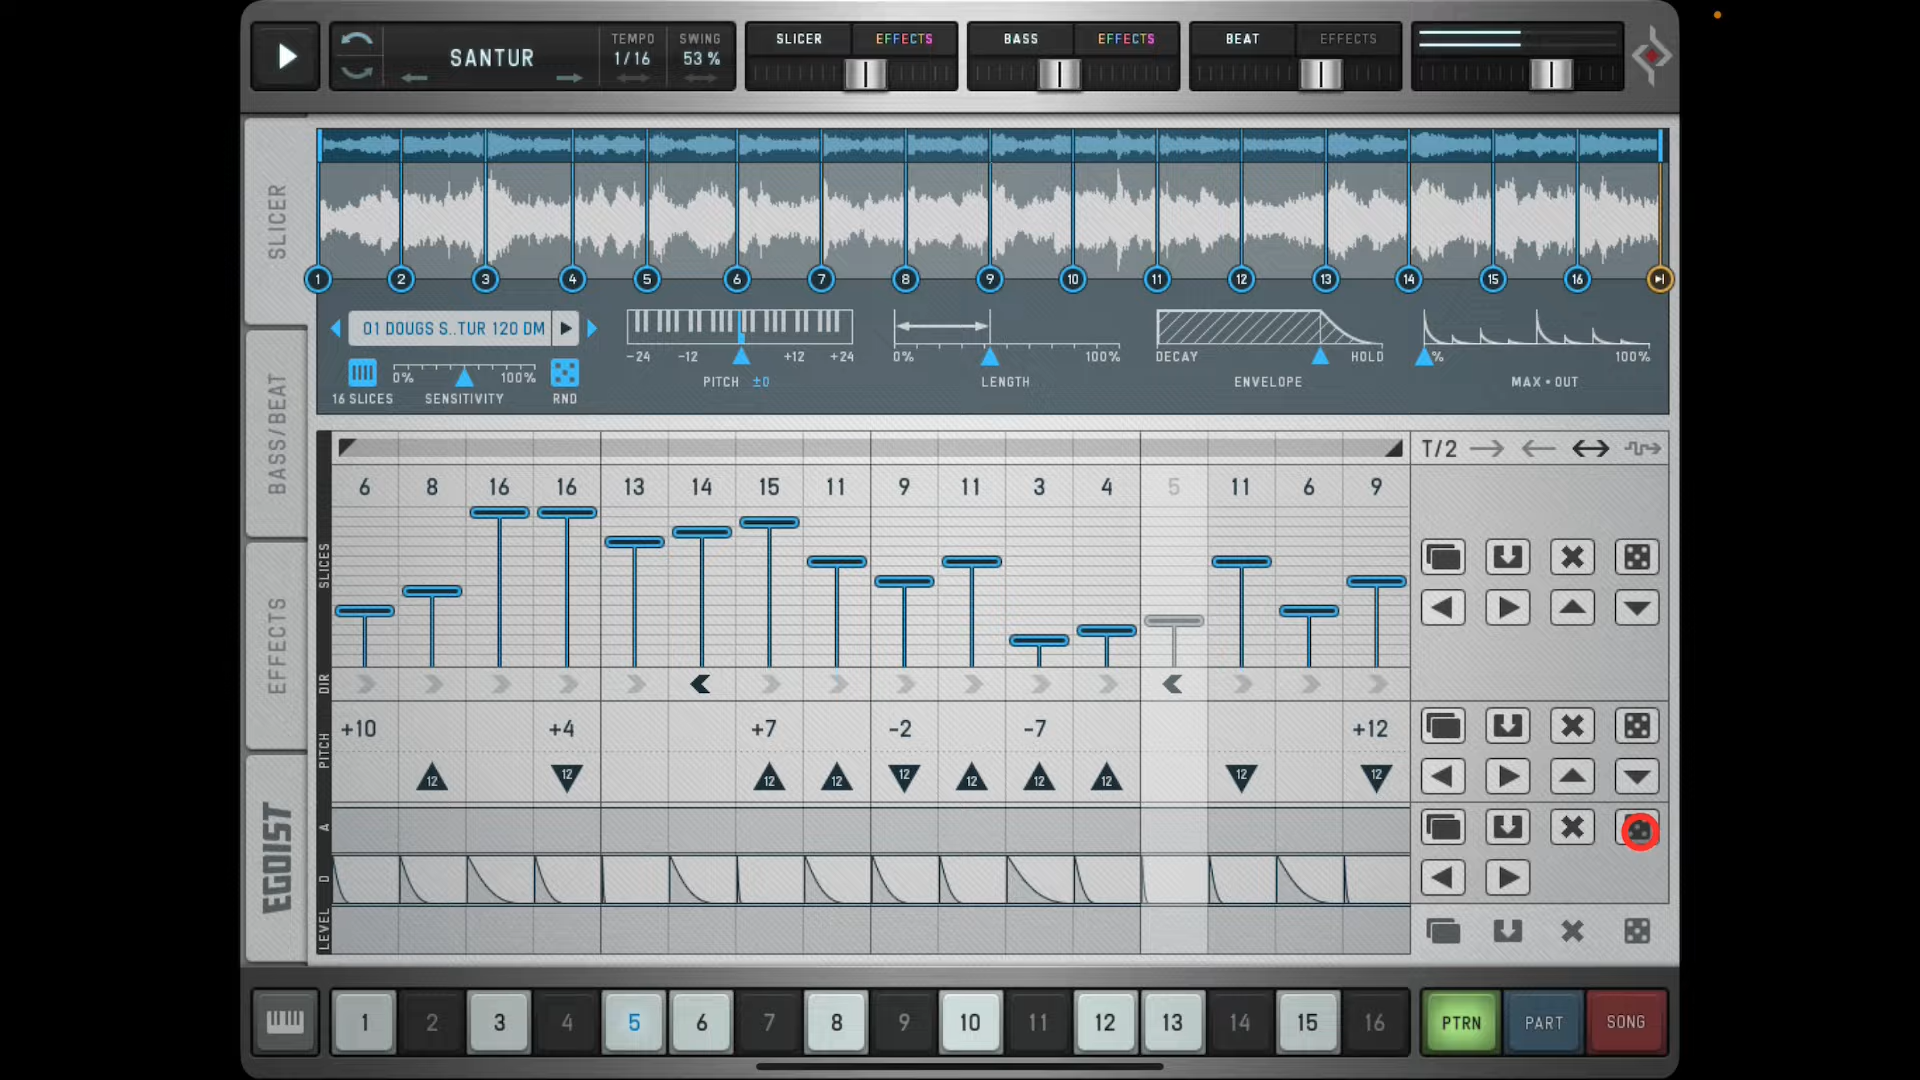 SANTUR
TEMPO
1/16
SWING
53 %
SLICER EFFECTS
BASS EFFECTS
BEAT EFFECTS
SLICER
BASS/BEAT
EFFECTS
EGOIST
1 2 3 4 5 6 7 8 9 10 11 12 13 14 15 16
01 DOUGS S..TUR 120 DM
16 SLICES
0% 100%
SENSITIVITY
RND
-24 -12 +12 +24
PITCH ±0
0% 100%
LENGTH
DECAY HOLD
ENVELOPE
% 100%
MAX • OUT
T/2
SLICES
6 8 16 16 13 14 15 11 9 11 3 4 5 11 6 9
DIR
PITCH
+10 +4 +7 -2 -7 +12
12 12 12 12 12 12 12 12 12 12
A
D
LEVEL
1 2 3 4 5 6 7 8 9 10 11 12 13 14 15 16
PTRN PART SONG